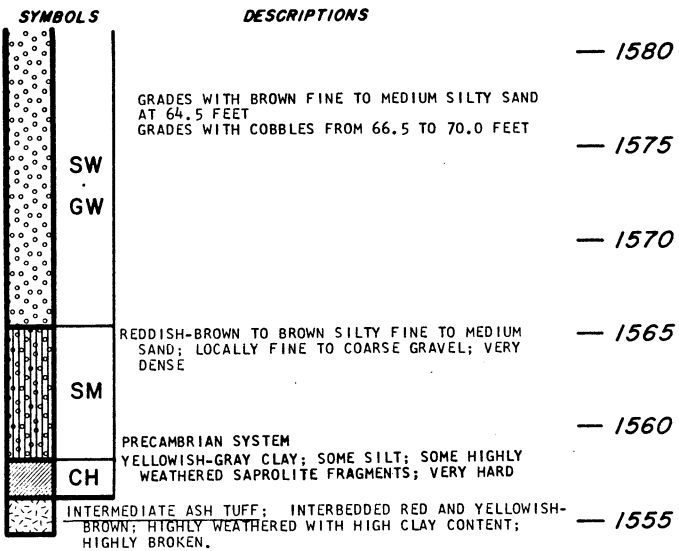 SYMBOLS DESCRIPTIONS
1580
GRADES WITH BROWN FINE TO MEDIUM SILTY SAND
AT 64.5 FEET
GRADES WITH COBBLES FROM 66.5 TO 70.0 FEET
1575
SW
GW
1570
REDDISH-BROWN TO BROWN SILTY FINE TO MEDIUM
SAND; LOCALLY FINE TO COARSE GRAVEL; VERY
DENSE
1565
SM
1560
PRECAMBRIAN SYSTEM
YELLOWISH-GRAY CLAY; SOME SILT; SOME HIGHLY
WEATHERED SAPROLITE FRAGMENTS; VERY HARD
CH
INTERMEDIATE ASH TUFF; INTERBEDDED RED AND YELLOWISH-
BROWN; HIGHLY WEATHERED WITH HIGH CLAY CONTENT;
HIGHLY BROKEN.
1555